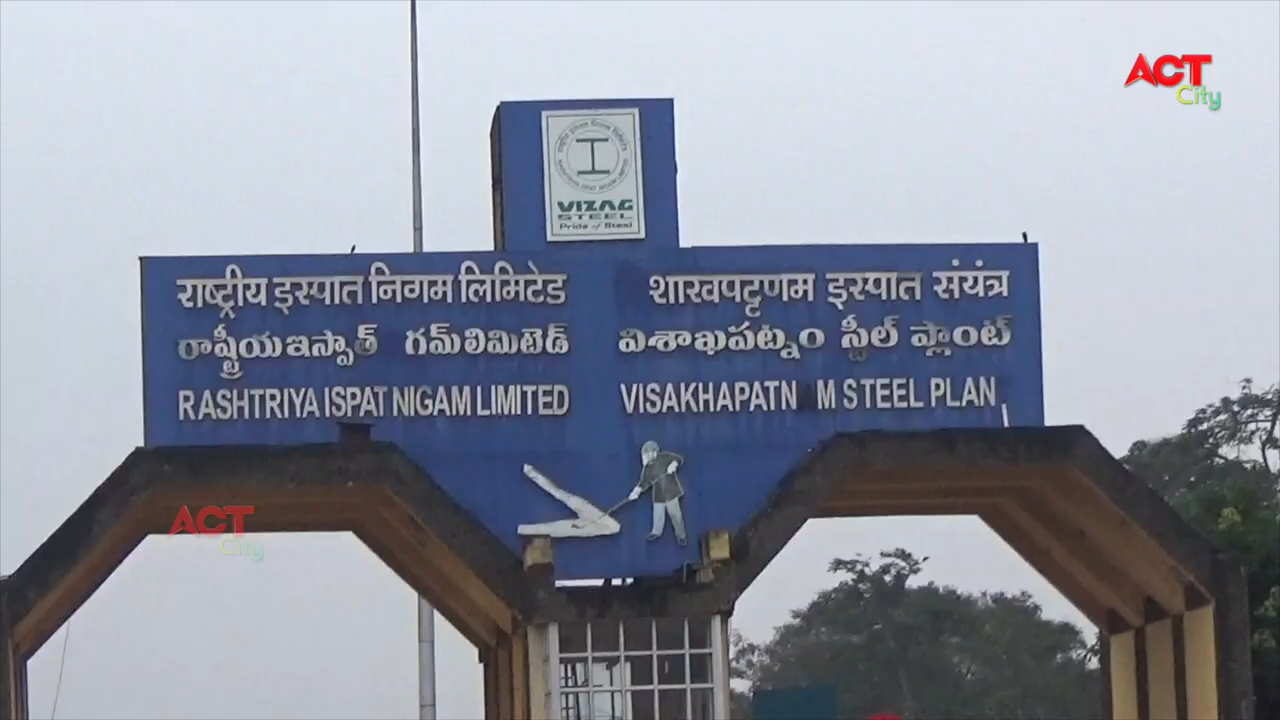 ACT
City
राष्ट्रीय इस्पात निगम लिमिटेड
రాష్ట్రీయ ఇస్పాత్ గమ్ లిమిటెడ్
RASHTRIYA ISPAT NIGAM LIMITED
VIZAG
STEEL
Pride of Steel
शाखपट्टणम इस्पात संयंत्र
విశాఖపట్నం స్టీల్ ప్లాంట్
VISAKHAPATN M STEEL PLAN
ACT
City